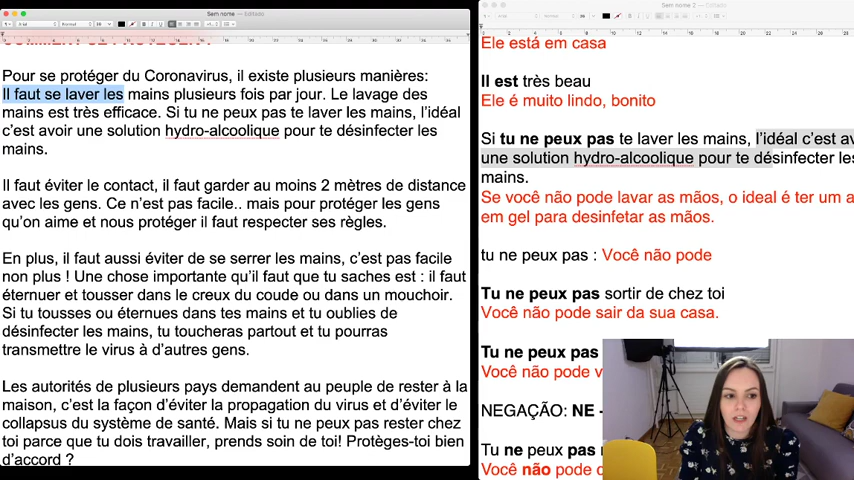 Sem nome — Editado
COMMENT SE PROTÉGER ?
Pour se protéger du Coronavirus, il existe plusieurs manières:
Il faut se laver les mains plusieurs fois par jour. Le lavage des
mains est très efficace. Si tu ne peux pas te laver les mains, l’idéal
c’est avoir une solution hydro-alcoolique pour te désinfecter les
mains.
Il faut éviter le contact, il faut garder au moins 2 mètres de distance
avec les gens. Ce n’est pas facile.. mais pour protéger les gens
qu’on aime et nous protéger il faut respecter ses règles.
En plus, il faut aussi éviter de se serrer les mains, c’est pas facile
non plus ! Une chose importante qu’il faut que tu saches est : il faut
éternuer et tousser dans le creux du coude ou dans un mouchoir.
Si tu tousses ou éternues dans tes mains et tu oublies de
désinfecter les mains, tu toucheras partout et tu pourras
transmettre le virus à d’autres gens.
Les autorités de plusieurs pays demandent au peuple de rester à la
maison, c’est la façon d’éviter la propagation du virus et d’éviter le
collapsus du système de santé. Mais si tu ne peux pas rester chez
toi parce que tu dois travailler, prends soin de toi! Protèges-toi bien
d’accord ?
Sem nome 2 — Editado
Ele está em casa
Il est très beau
Ele é muito lindo, bonito
Si tu ne peux pas te laver les mains, l’idéal c’est av
une solution hydro-alcoolique pour te désinfecter les
mains.
Se você não pode lavar as mãos, o ideal é ter um a
em gel para desinfetar as mãos.
tu ne peux pas : Você não pode
Tu ne peux pas sortir de chez toi
Você não pode sair da sua casa.
Tu ne peux pas
Você não pode v
NEGAÇÃO: NE -
Tu ne peux pas
Você não pode